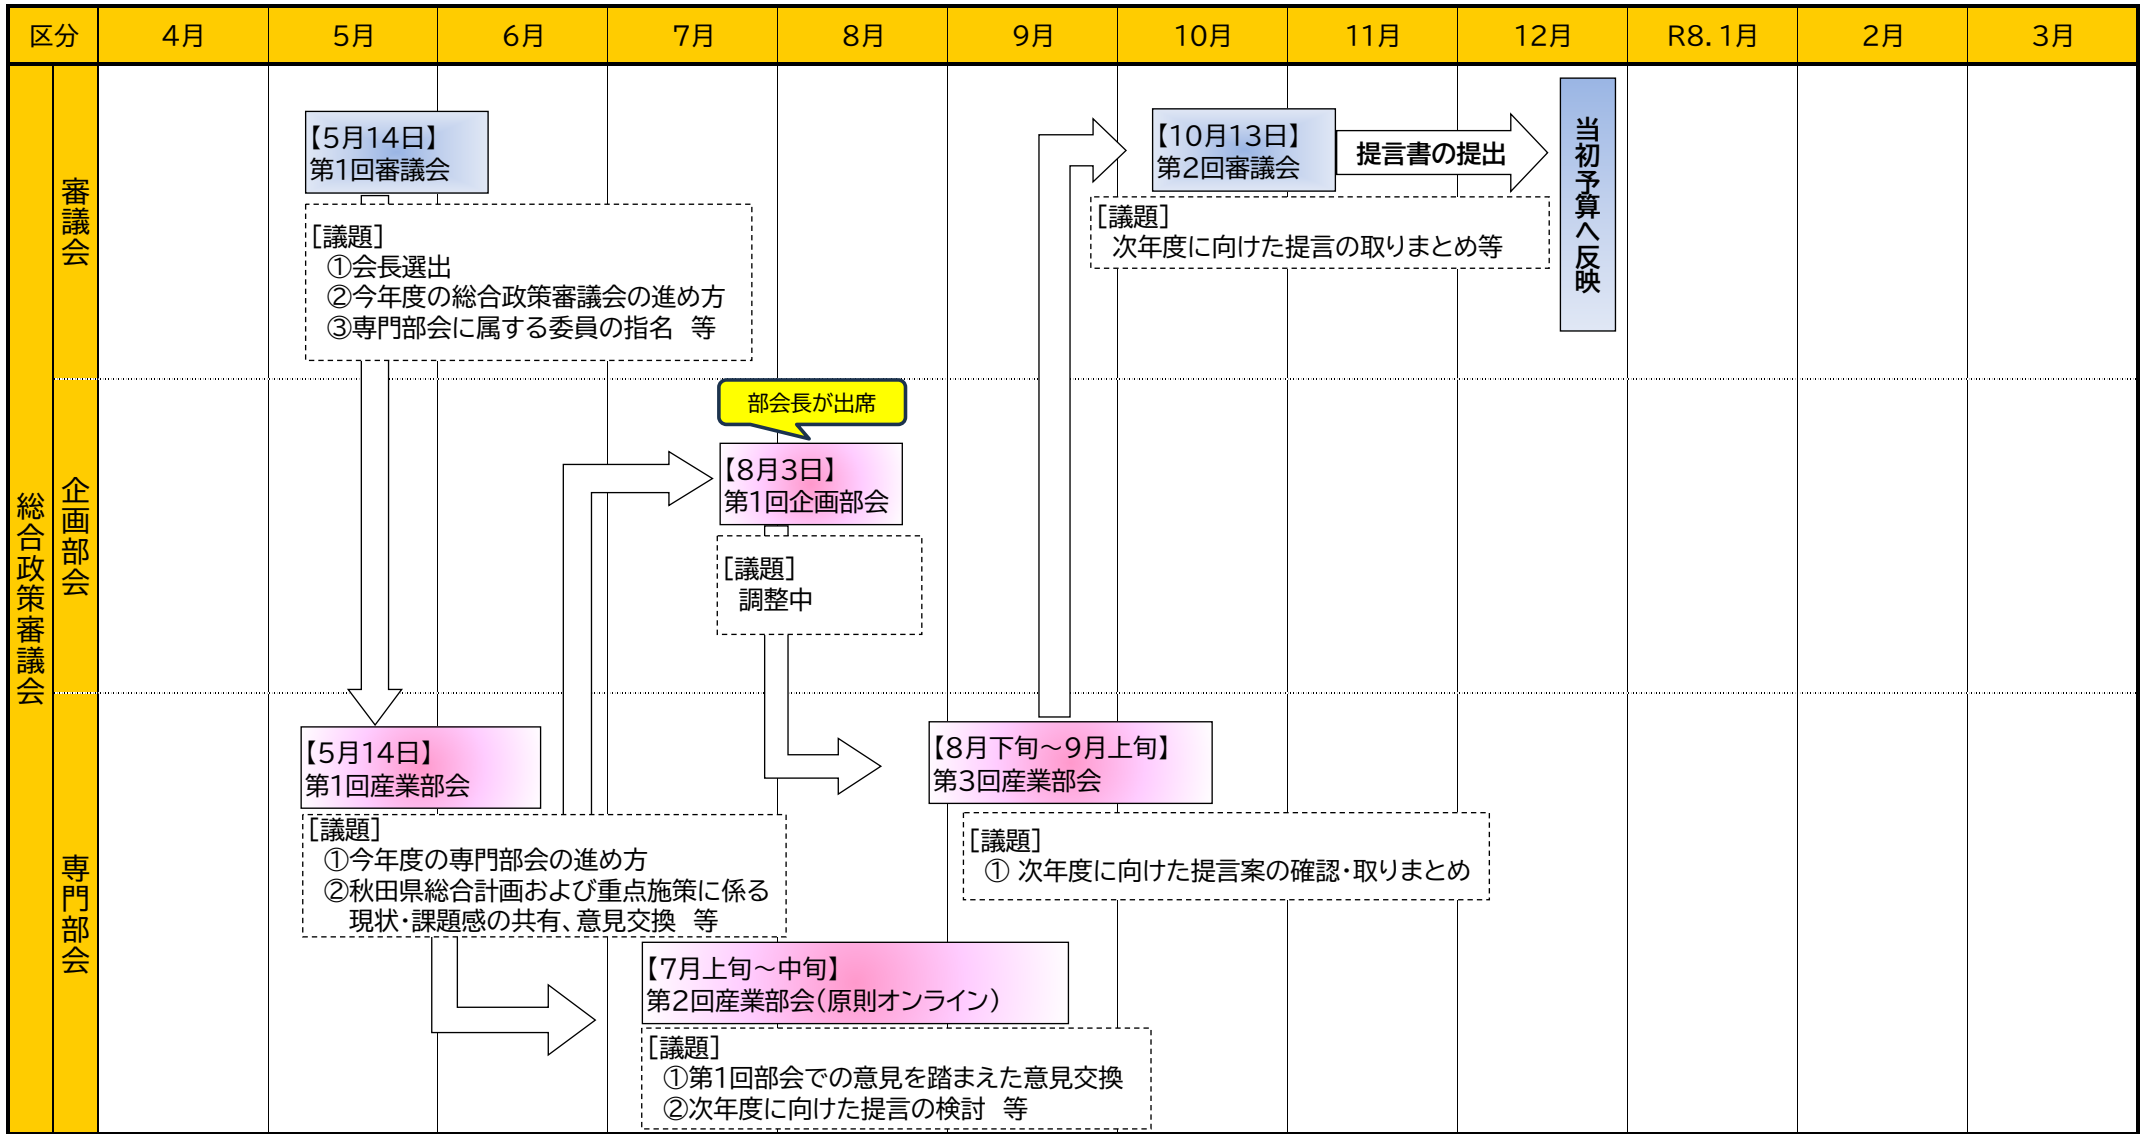 区分
4月
5月
6月
7月
8月
9月
10月
11月
12月
R8.1月
2月
3月
総合政策審議会
審議会
【5月14日】
第1回審議会
［議題］
①会長選出
②今年度の総合政策審議会の進め方
③専門部会に属する委員の指名　等
【10月13日】
第2回審議会
提言書の提出
［議題］
次年度に向けた提言の取りまとめ等
当初予算へ反映
企画部会
部会長が出席
【8月3日】
第1回企画部会
［議題］
調整中
専門部会
【5月14日】
第1回産業部会
［議題］
①今年度の専門部会の進め方
②秋田県総合計画および重点施策に係る
現状・課題感の共有、意見交換　等
【7月上旬～中旬】
第2回産業部会（原則オンライン）
［議題］
①第1回部会での意見を踏まえた意見交換
②次年度に向けた提言の検討　等
【8月下旬～9月上旬】
第3回産業部会
［議題］
① 次年度に向けた提言案の確認・取りまとめ